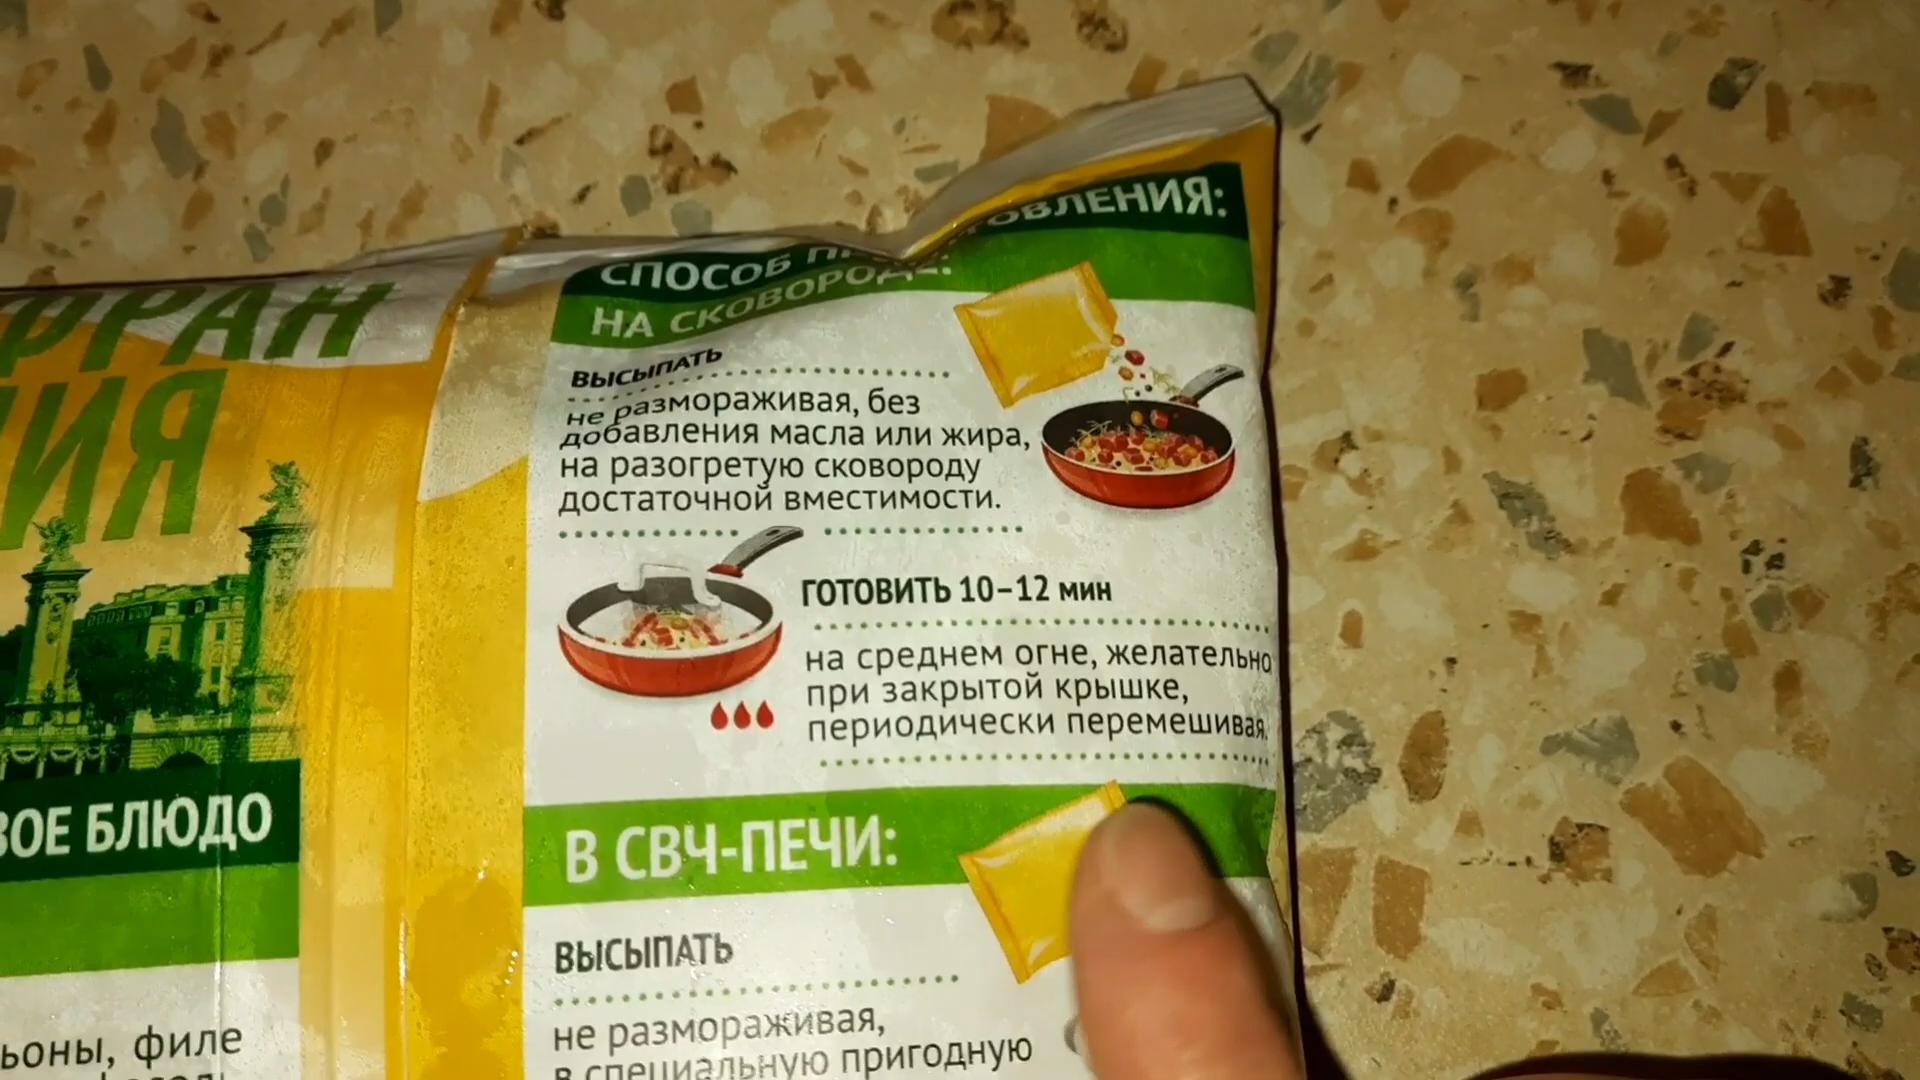 ФРАН
ИЯ
ВОЕ БЛЮДО
ьоны, филе
СПОСОБ
ОВЛЕНИЯ:
НА СКОВОРОДЕ:
ВЫСЫПАТЬ
не размораживая, без
добавления масла или жира,
на разогретую сковороду
достаточной вместимости.
ГОТОВИТЬ 10–12 мин
на среднем огне, желательно
при закрытой крышке,
периодически перемешивая.
В СВЧ-ПЕЧИ:
ВЫСЫПАТЬ
не размораживая,
в специальную пригодную